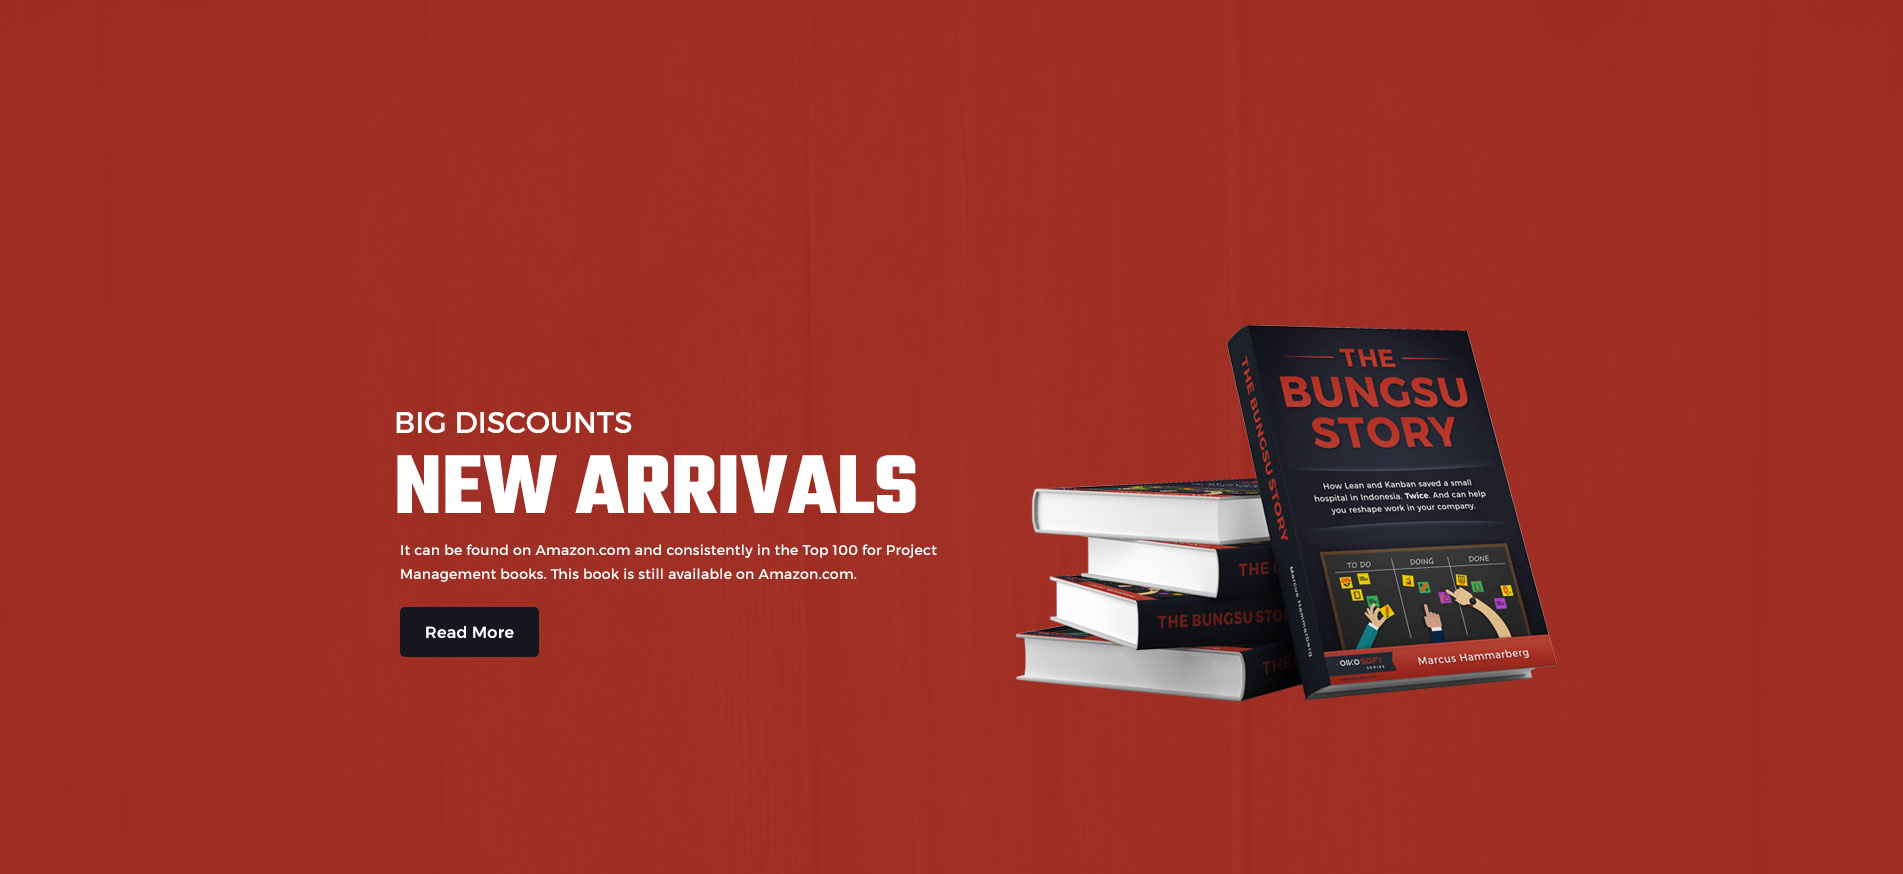 BIG DISCOUNTS
NEW ARRIVALS
It can be found on Amazon.com and consistently in the Top 100 for Project
Management books. This book is still available on Amazon.com.
Read More
THE
BUNGSU
STORY
How Lean and Kanban saved a small
hospital in Indonesia. Twice. And can help
you reshape work in your company.
TO DO DOING DONE
OIKOSOFY
SERIES
Marcus Hammarberg
THE BUNGSU STORY
Marcus Hammarberg
THE B
THE BUNGSU STO
THE